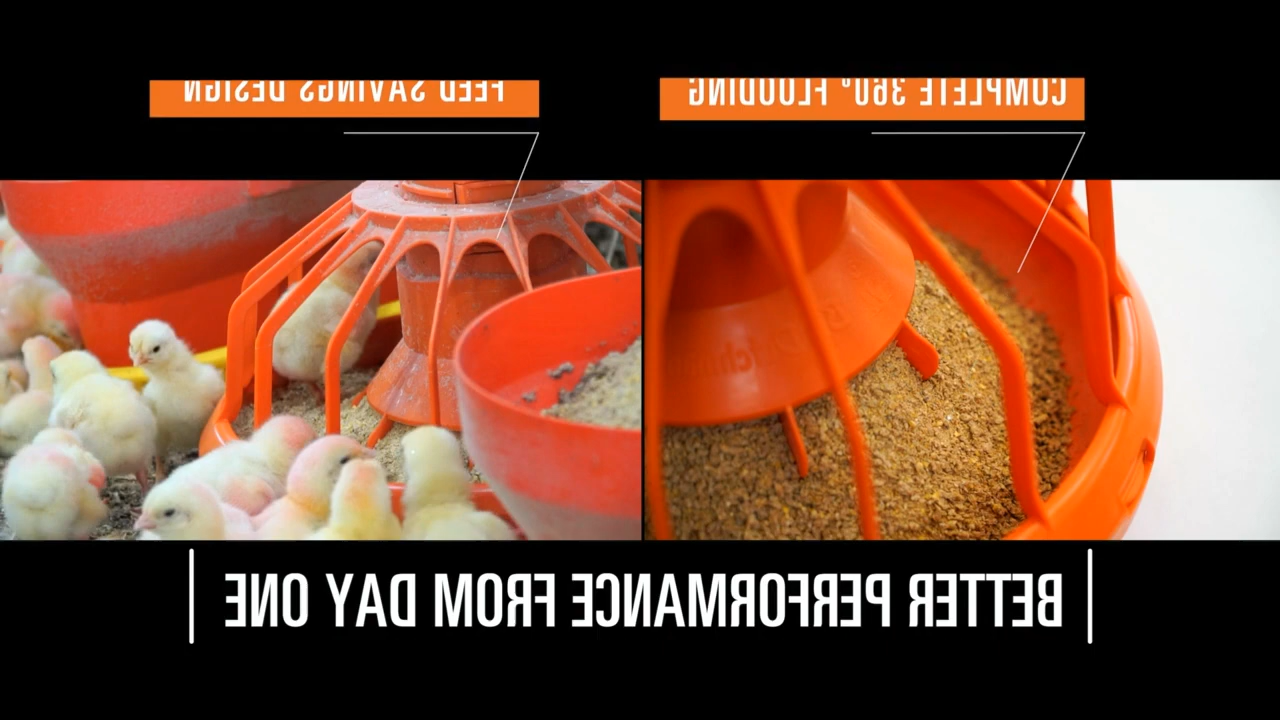 COMPLETE 360° FLOODING
FEED SAVINGS DESIGN
BETTER PERFORMANCE FROM DAY ONE